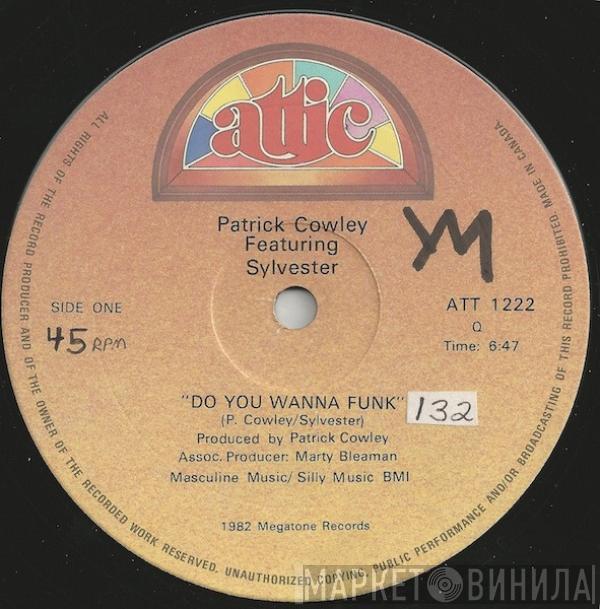 attic
Patrick Cowley
Featuring
Sylvester
YM
SIDE ONE
45 RPM
ATT 1222
Q
Time: 6:47
"DO YOU WANNA FUNK"
132
(P. Cowley/Sylvester)
Produced by Patrick Cowley
Assoc. Producer: Marty Bleaman
Masculine Music/ Silly Music BMI
1982 Megatone Records
ALL RIGHTS OF THE RECORD PRODUCER AND OF THE OWNER OF THE RECORDED WORK RESERVED. UNAUTHORIZED COPYING, PUBLIC PERFORMANCE AND/OR BROADCASTING OF THIS RECORD PROHIBITED. MADE IN CANADA.
МАРКЕТ ВИНИЛА